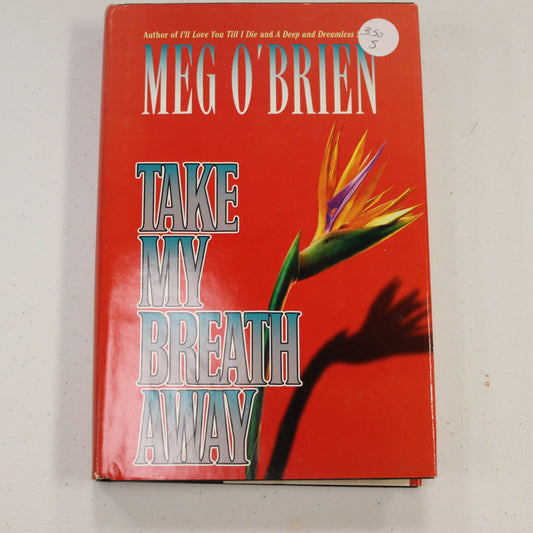 Author of I'll Love You Till I Die and A Deep and Dreamless
3.50
5
MEG O'BRIEN
TAKE
MY
BREATH
AWAY